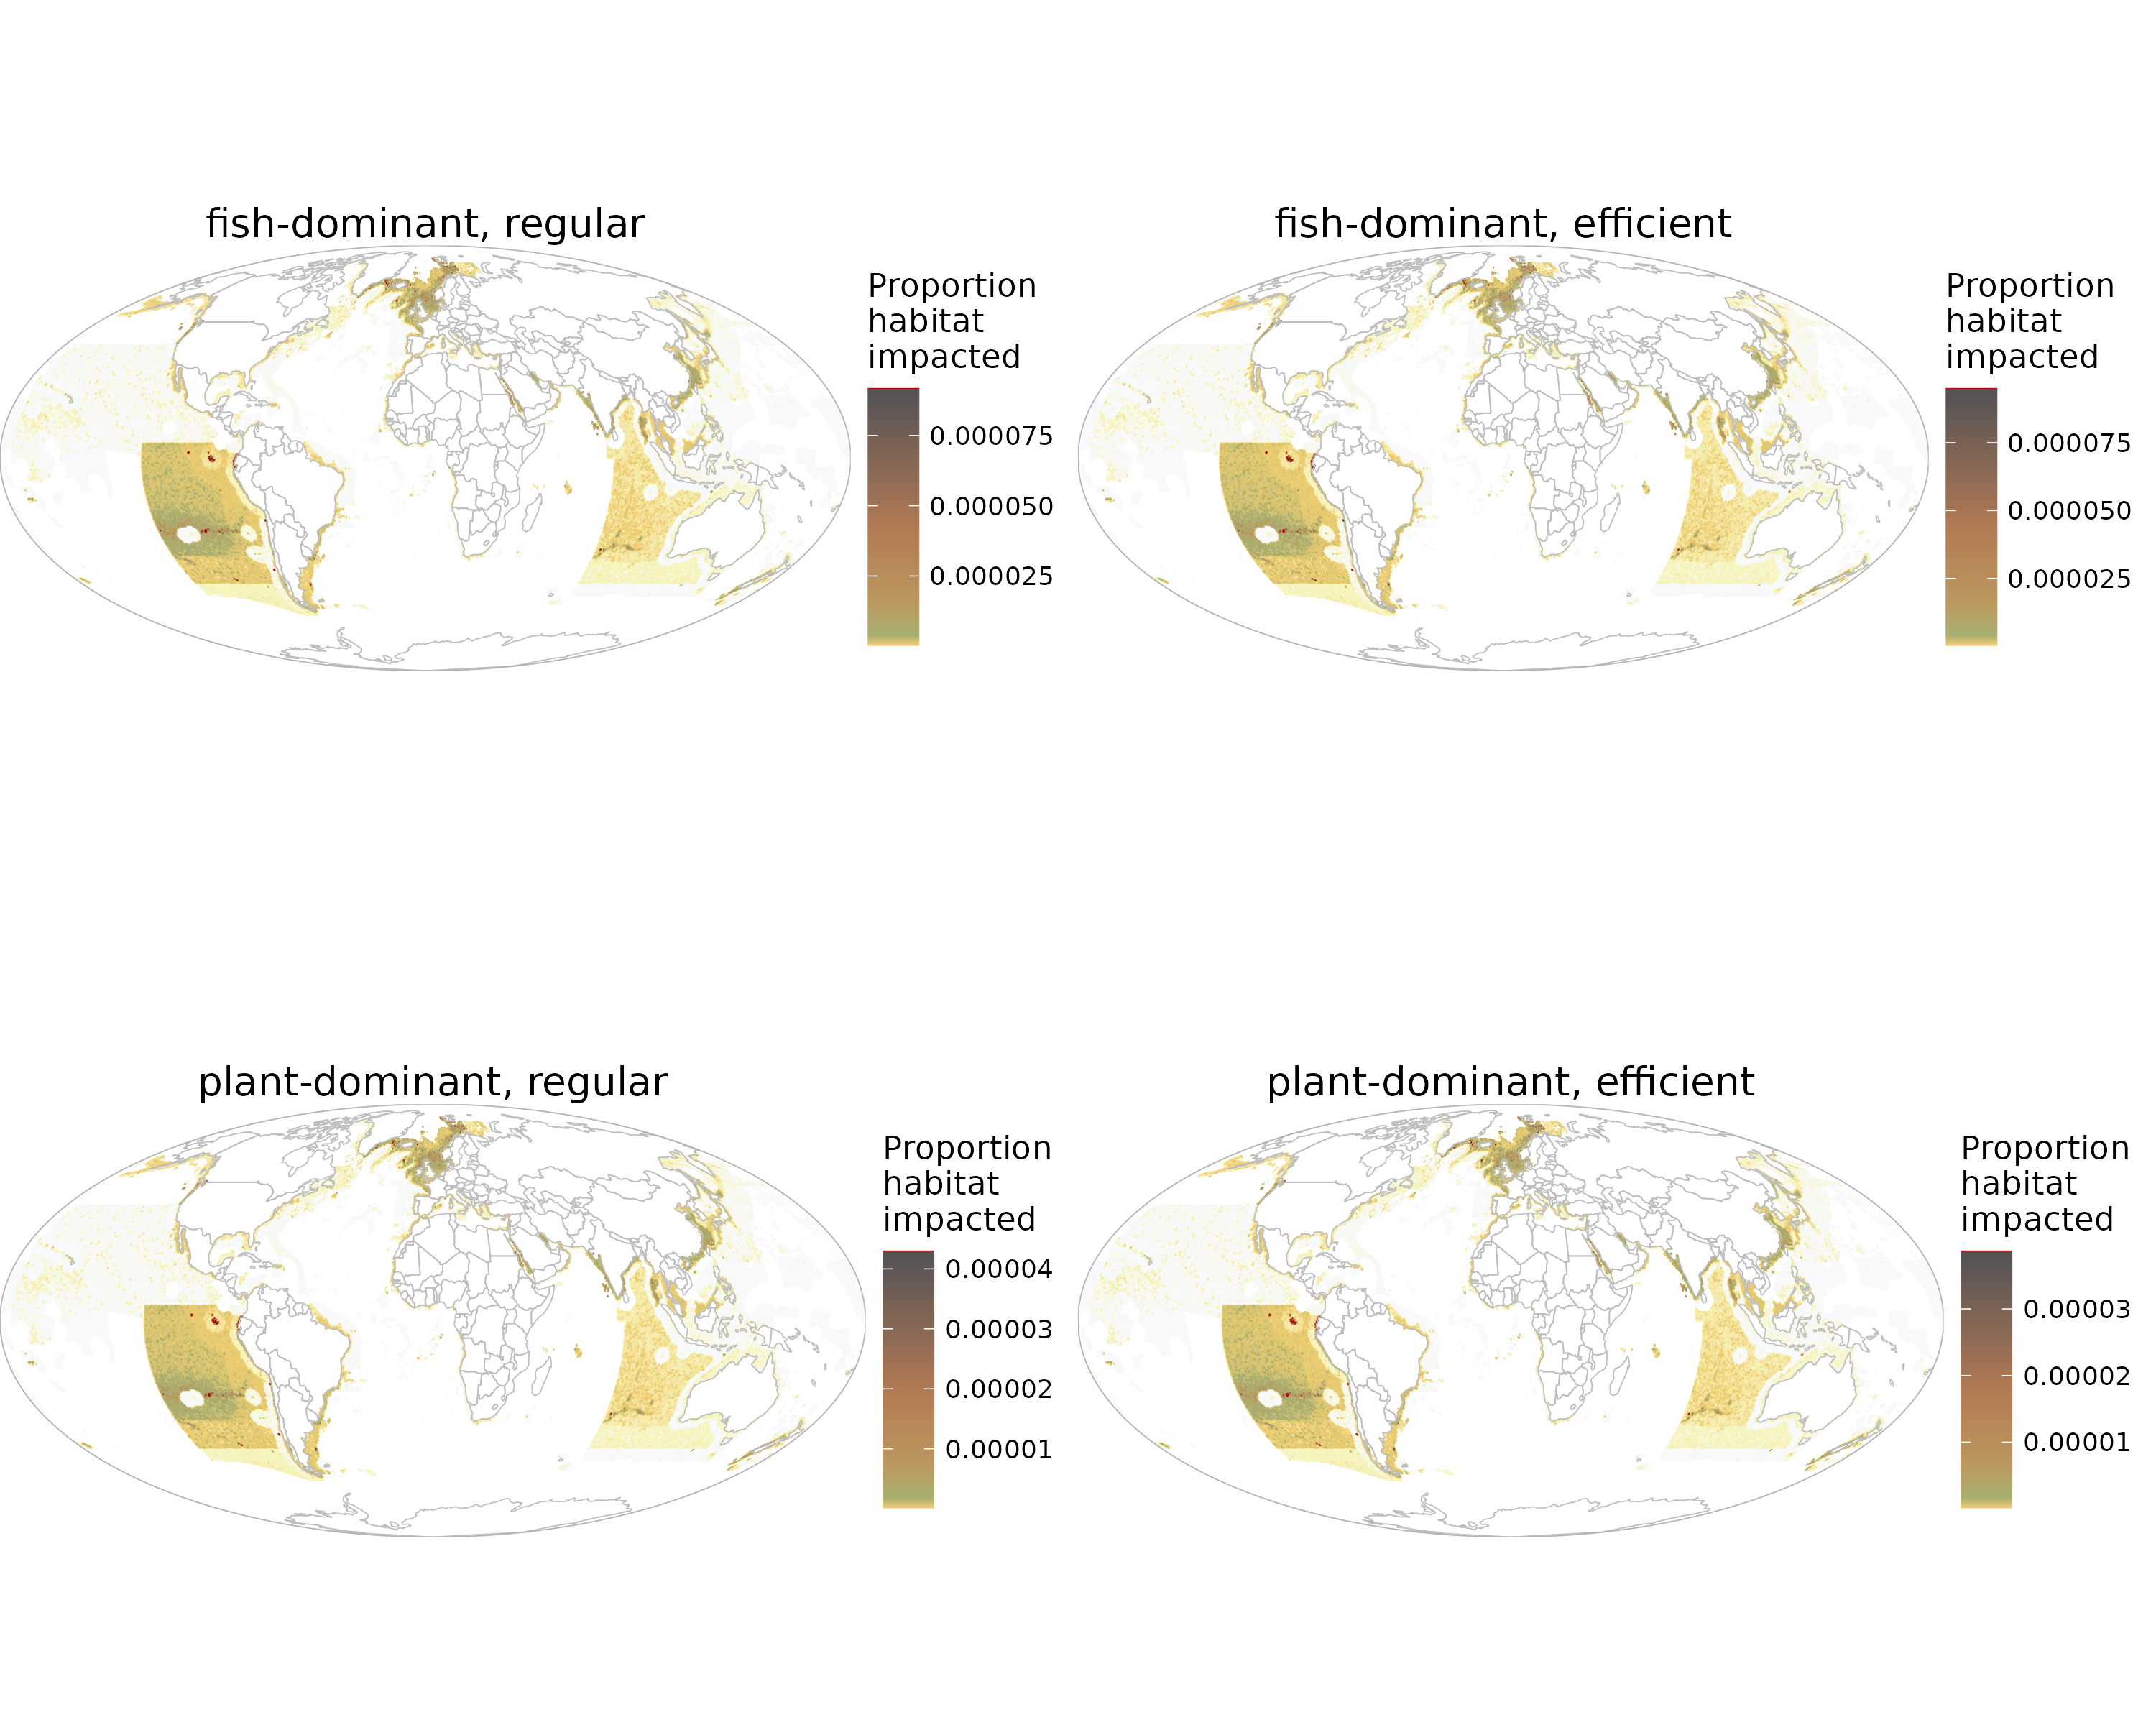 fish-dominant, regular
Proportion
habitat
impacted
0.000075
0.000050
0.000025
fish-dominant, efficient
Proportion
habitat
impacted
0.000075
0.000050
0.000025
plant-dominant, regular
Proportion
habitat
impacted
0.00004
0.00003
0.00002
0.00001
plant-dominant, efficient
Proportion
habitat
impacted
0.00003
0.00002
0.00001